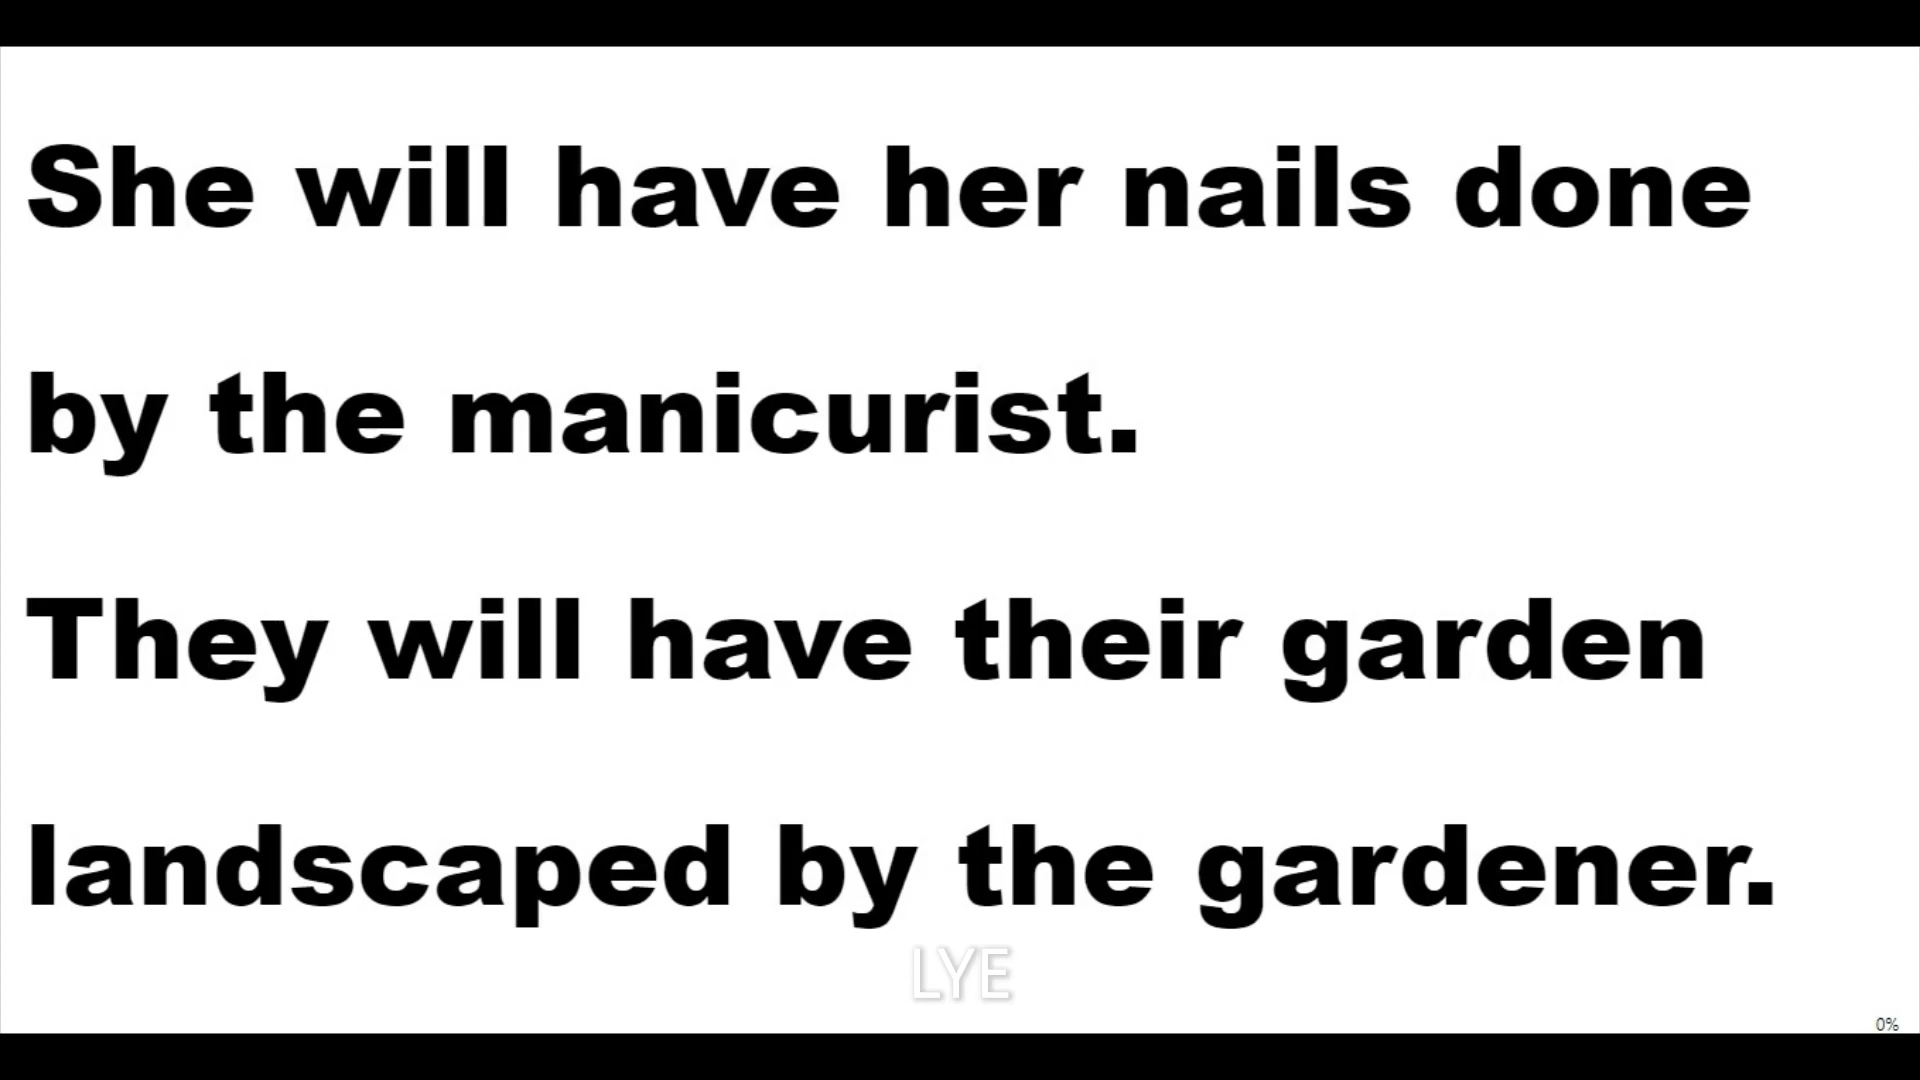 She will have her nails done
by the manicurist.
They will have their garden
landscaped by the gardener.
LYE
0%